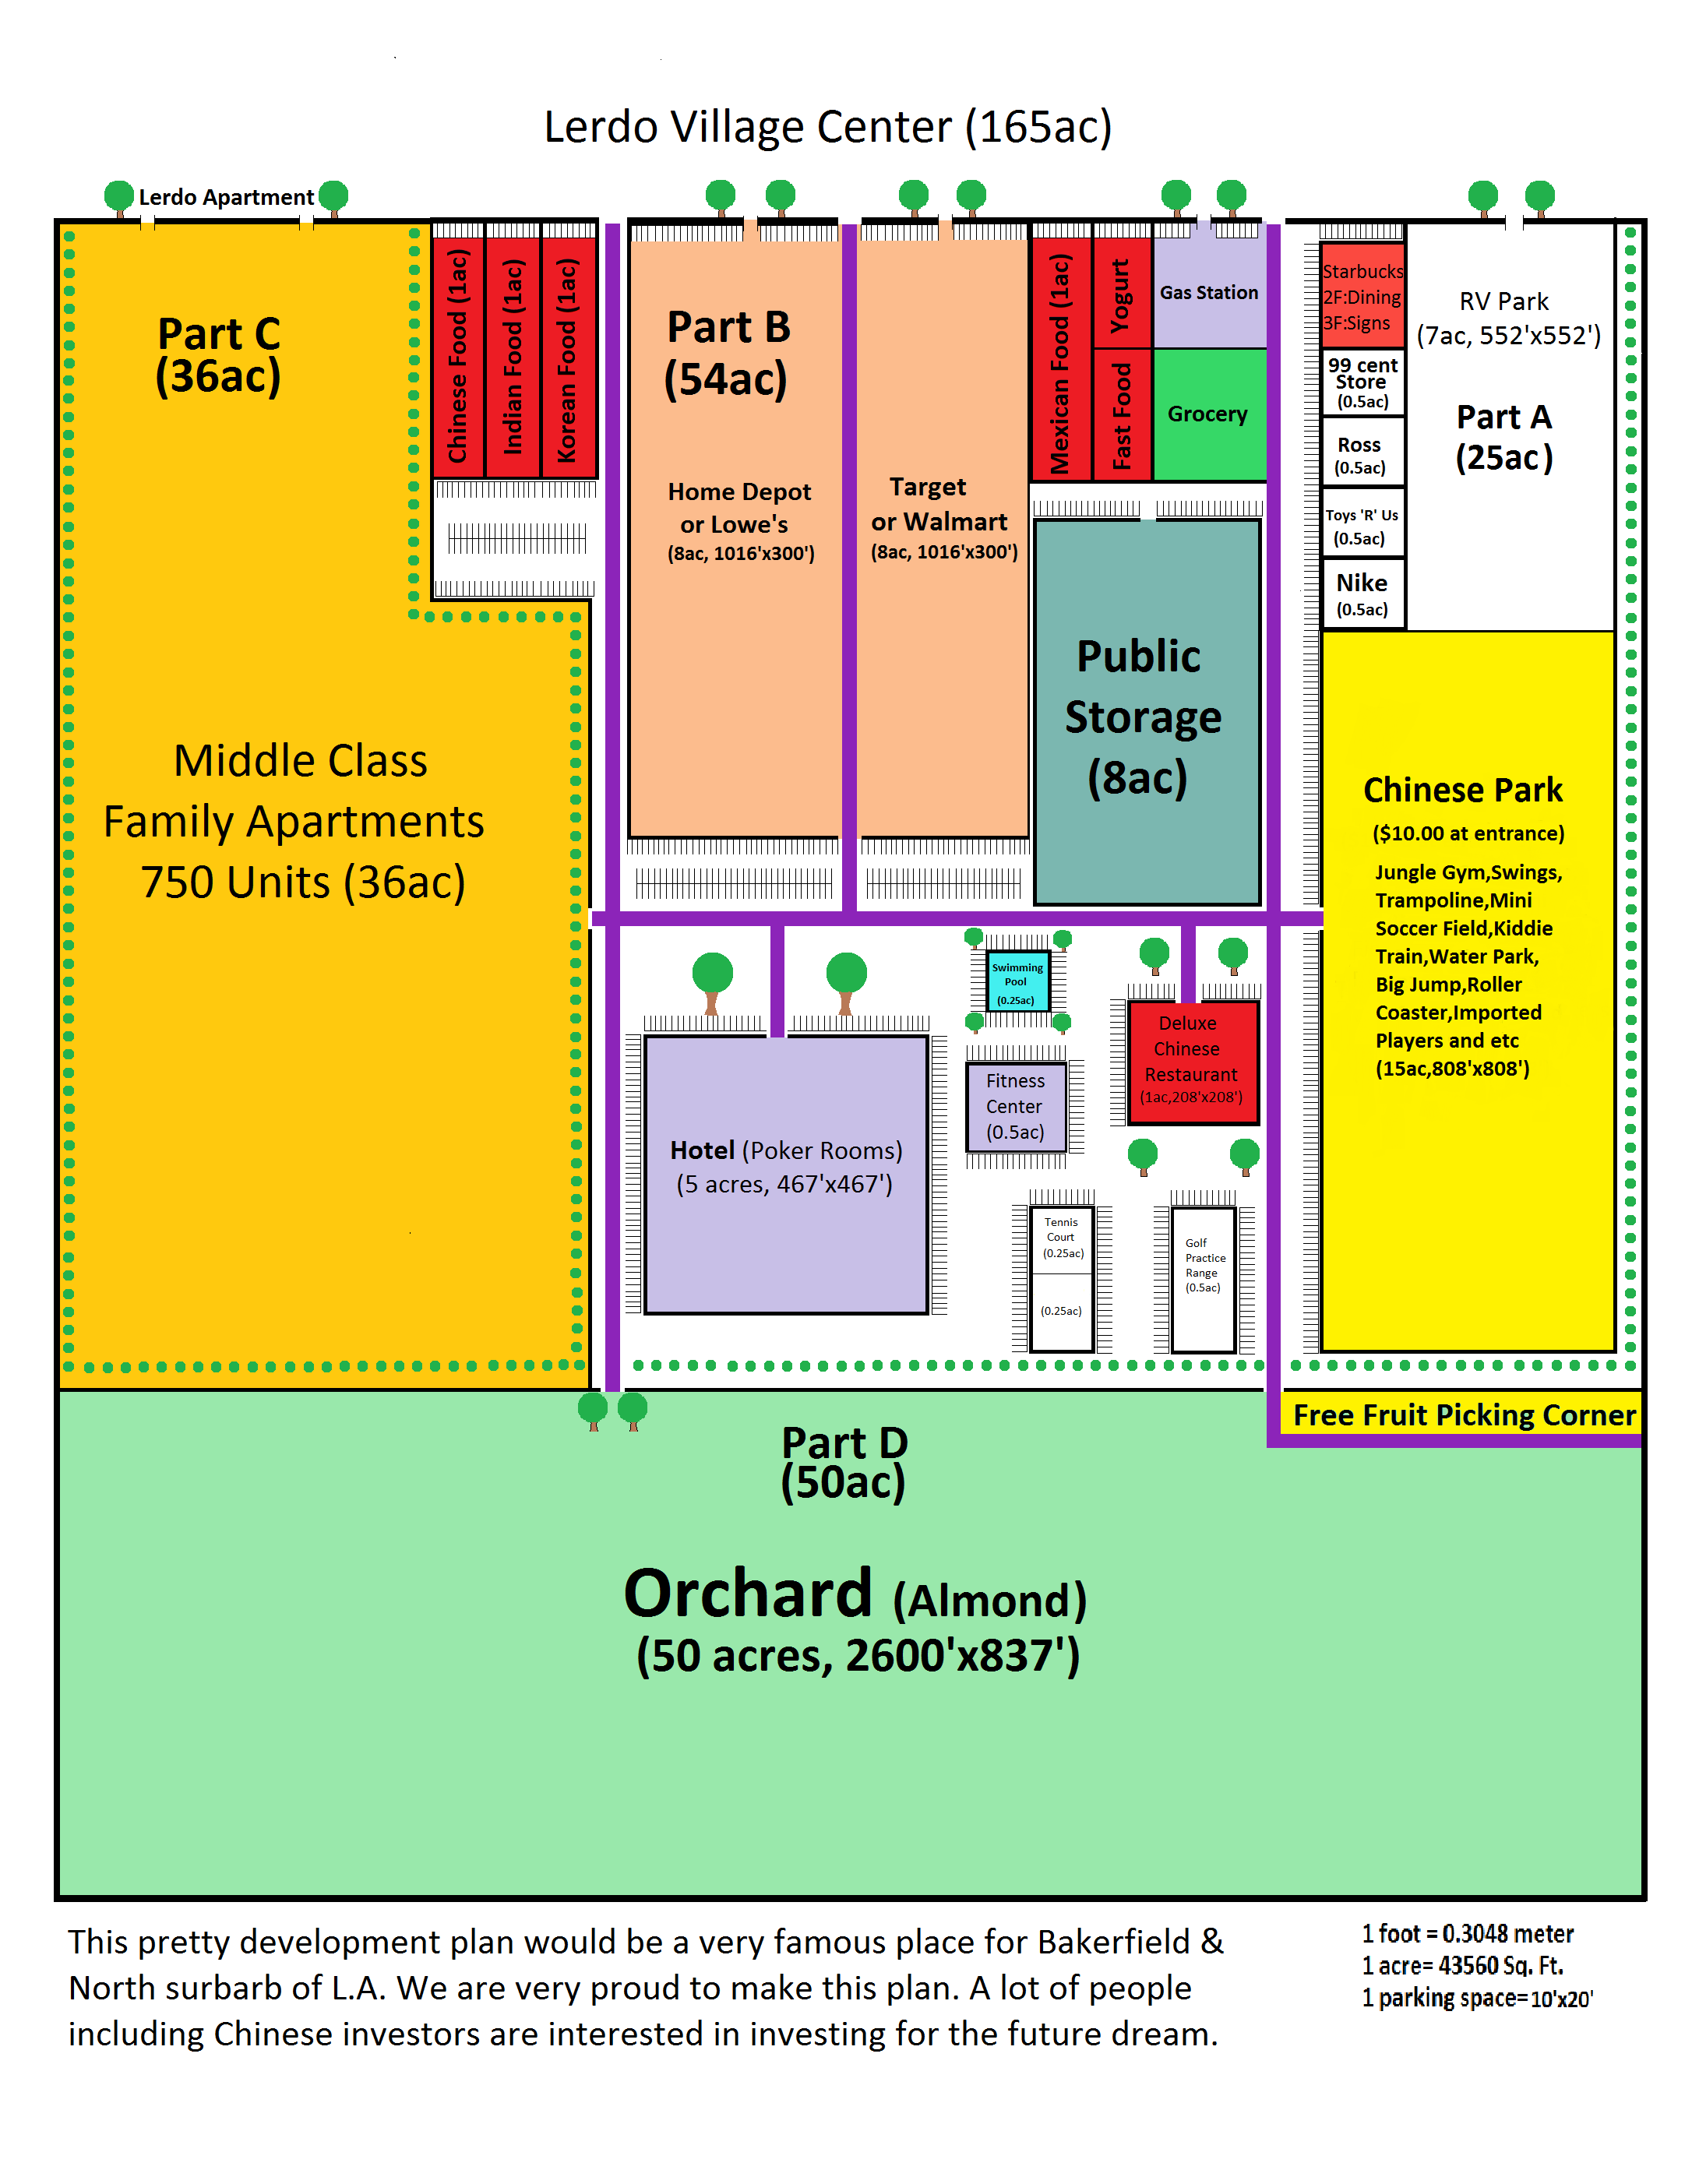 Lerdo Village Center (165ac)
Lerdo Apartment
Part C
(36ac)
Middle Class
Family Apartments
750 Units (36ac)
Chinese Food (1ac)
Indian Food (1ac)
Korean Food (1ac)
Part B
(54ac)
Home Depot
or Lowe's
(8ac, 1016'x300')
Target
or Walmart
(8ac, 1016'x300')
Mexican Food (1ac)
Yogurt
Fast Food
Gas Station
Grocery
Public
Storage
(8ac)
Starbucks
2F:Dining
3F:Signs
99 cent
Store
(0.5ac)
Ross
(0.5ac)
Toys 'R' Us
(0.5ac)
Nike
(0.5ac)
RV Park
(7ac, 552'x552')
Part A
(25ac)
Chinese Park
($10.00 at entrance)
Jungle Gym,Swings,
Trampoline,Mini
Soccer Field,Kiddie
Train,Water Park,
Big Jump,Roller
Coaster,Imported
Players and etc
(15ac,808'x808')
Hotel (Poker Rooms)
(5 acres, 467'x467')
Swimming
Pool
(0.25ac)
Fitness
Center
(0.5ac)
Deluxe
Chinese
Restaurant
(1ac,208'x208')
Tennis
Court
(0.25ac)
(0.25ac)
Golf
Practice
Range
(0.5ac)
Free Fruit Picking Corner
Part D
(50ac)
Orchard (Almond)
(50 acres, 2600'x837')
This pretty development plan would be a very famous place for Bakerfield &
North surbarb of L.A. We are very proud to make this plan. A lot of people
including Chinese investors are interested in investing for the future dream.
1 foot = 0.3048 meter
1 acre= 43560 Sq. Ft.
1 parking space= 10'x20'